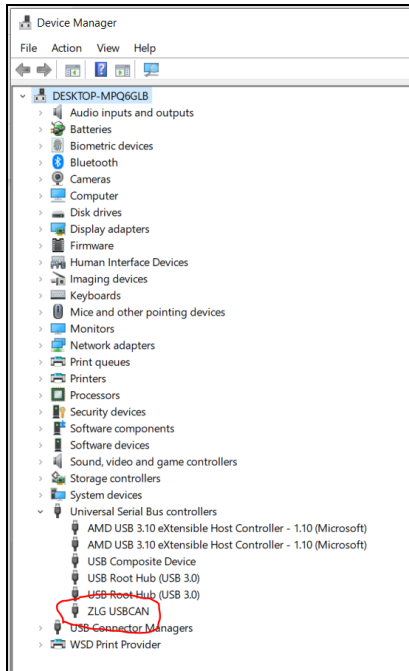 Device Manager
File Action View Help
DESKTOP-MPQ6GLB
Audio inputs and outputs
Batteries
Biometric devices
Bluetooth
Cameras
Computer
Disk drives
Display adapters
Firmware
Human Interface Devices
Imaging devices
Keyboards
Mice and other pointing devices
Monitors
Network adapters
Print queues
Printers
Processors
Security devices
Software components
Software devices
Sound, video and game controllers
Storage controllers
System devices
Universal Serial Bus controllers
AMD USB 3.10 eXtensible Host Controller - 1.10 (Microsoft)
AMD USB 3.10 eXtensible Host Controller - 1.10 (Microsoft)
USB Composite Device
USB Root Hub (USB 3.0)
USB Root Hub (USB 3.0)
ZLG USBCAN
USB Connector Managers
WSD Print Provider